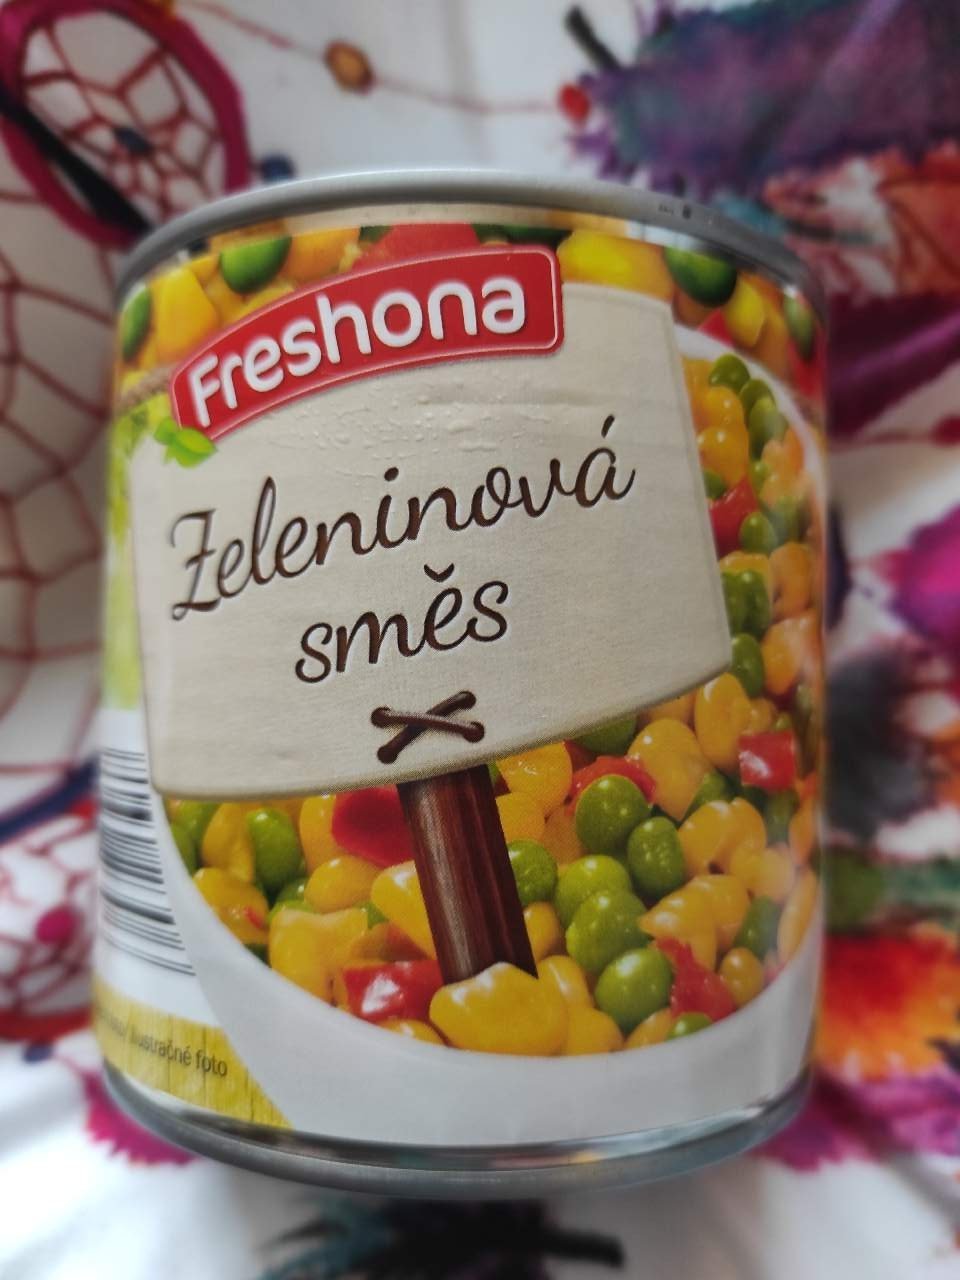 Freshona
Zeleninová
směs
ilustračné foto